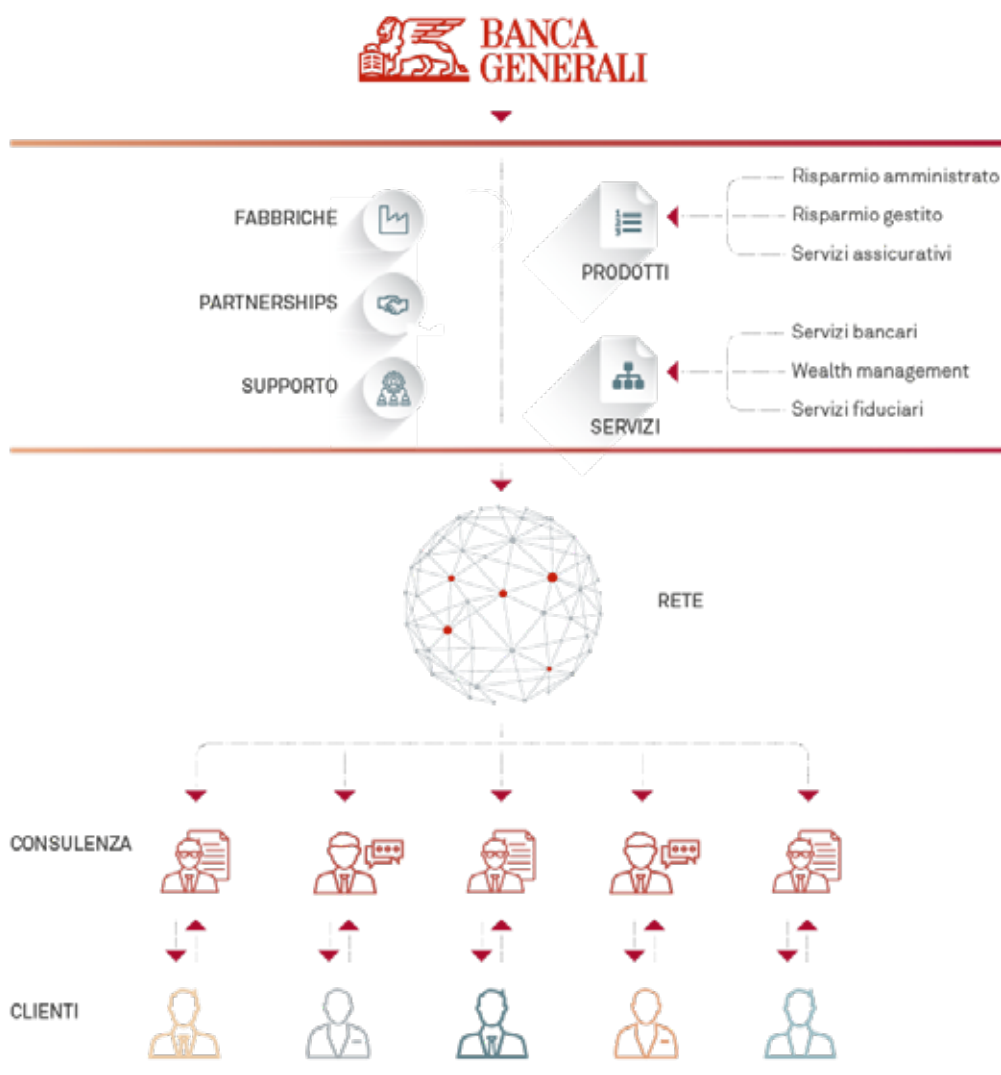 BANCA
GENERALI
FABBRICHE
PARTNERSHIPS
SUPPORTO
PRODOTTI
Risparmio amministrato
Risparmio gestito
Servizi assicurativi
SERVIZI
Servizi bancari
Wealth management
Servizi fiduciari
RETE
CONSULENZA
CLIENTI